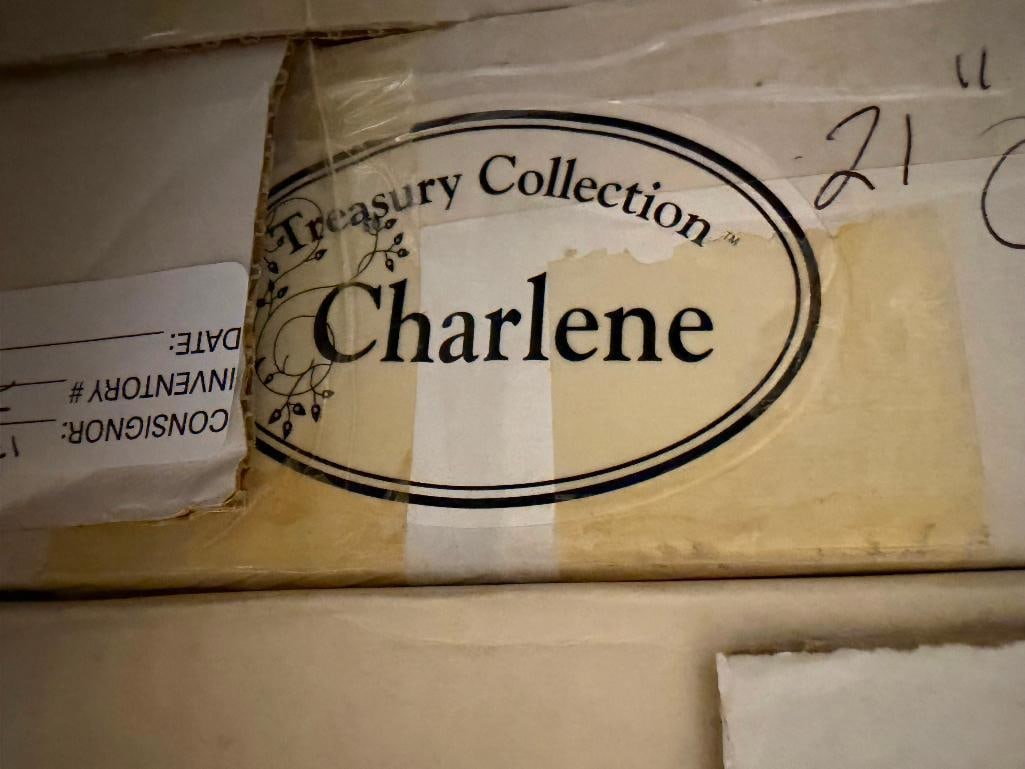 Treasury Collection™
Charlene
21"
DATE:
INVENTORY #
CONSIGNOR: